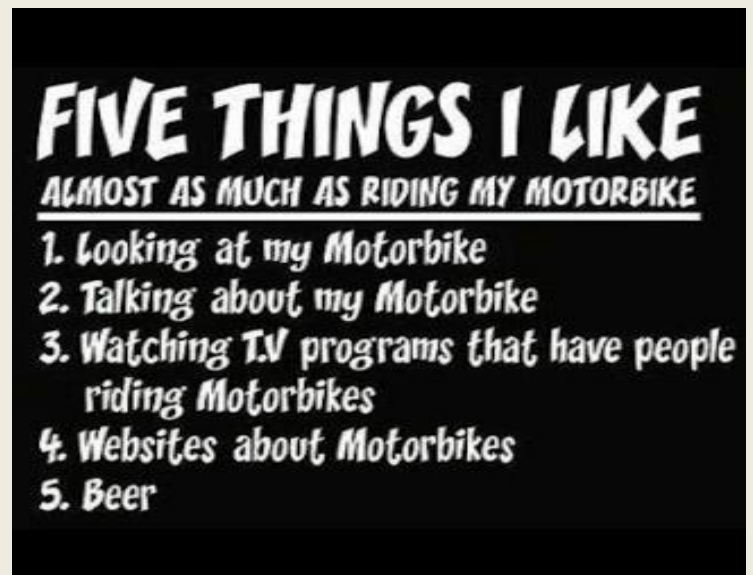 FIVE THINGS I LIKE
ALMOST AS MUCH AS RIDING MY MOTORBIKE
1. Looking at my Motorbike
2. Talking about my Motorbike
3. Watching T.V programs that have people
riding Motorbikes
4. Websites about Motorbikes
5. Beer